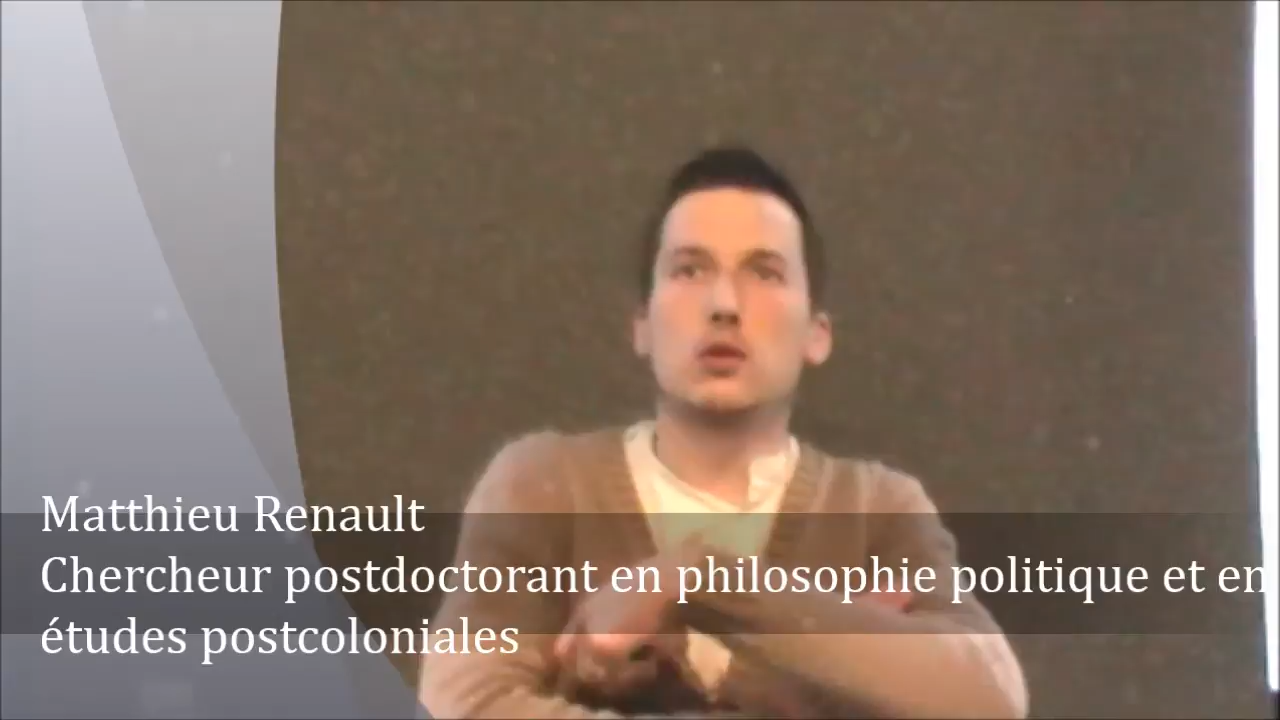 Matthieu Renault
Chercheur postdoctorant en philosophie politique et en
études postcoloniales